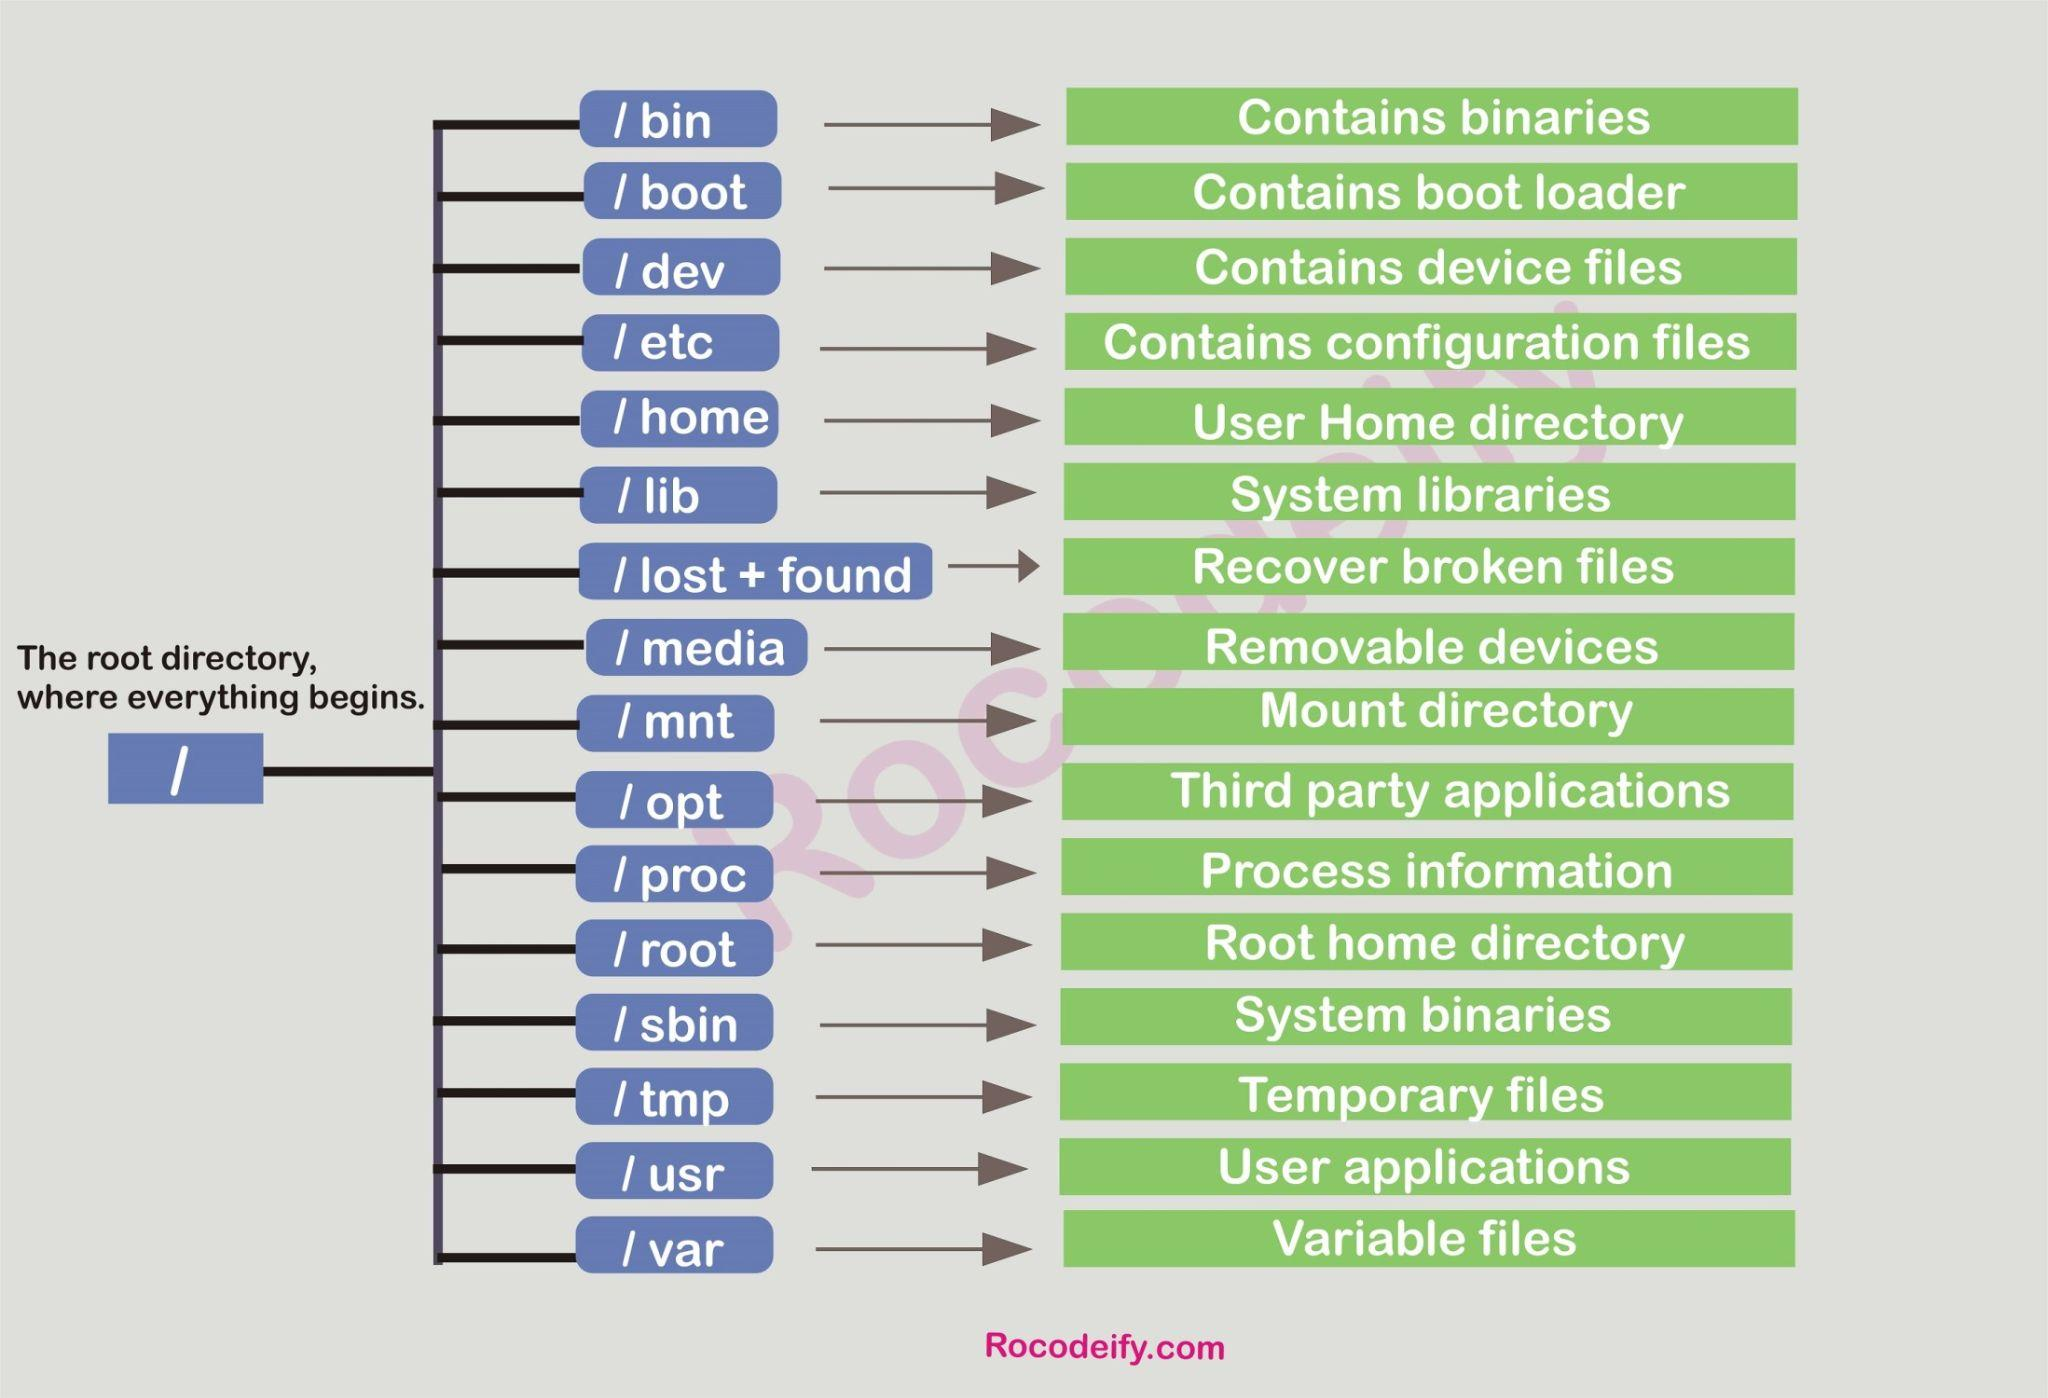 / bin
Contains binaries
/ boot
Contains boot loader
/ dev
Contains device files
/ etc
Contains configuration files
/ home
User Home directory
/ lib
System libraries
/ lost + found
Recover broken files
/ media
Removable devices
The root directory,
where everything begins.
/ mnt
Mount directory
/
/ opt
Third party applications
/ proc
Process information
/ root
Root home directory
/ sbin
System binaries
/ tmp
Temporary files
/ usr
User applications
/ var
Variable files
Rocodeify
Rocodeify.com